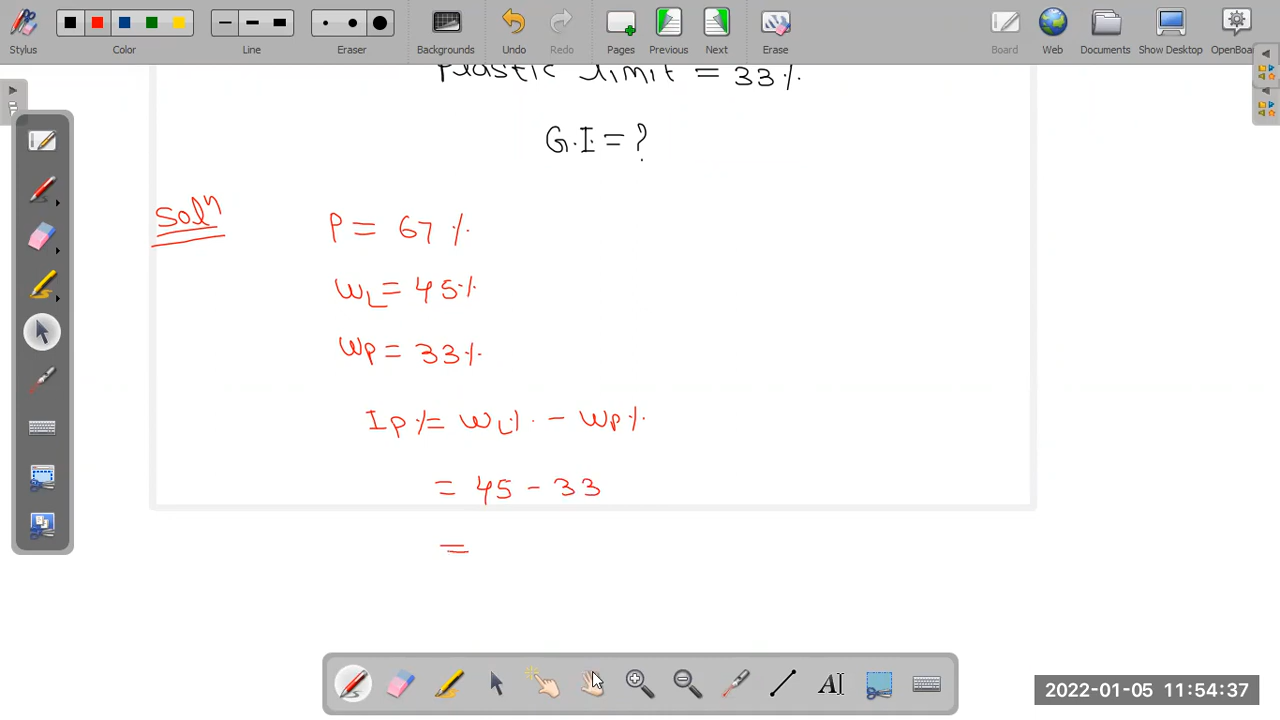 Stylus
Color
Line
Eraser
Backgrounds
Undo
Redo
Pages
Previous
Next
Erase
Board
Web
Documents
Show Desktop
OpenBoa
Plastic limit = 33%
G.I = ?
Solⁿ
P = 67 %
WL = 45%
WP = 33%
IP % = WL% - WP%
= 45 - 33
=
2022-01-05 11:54:37